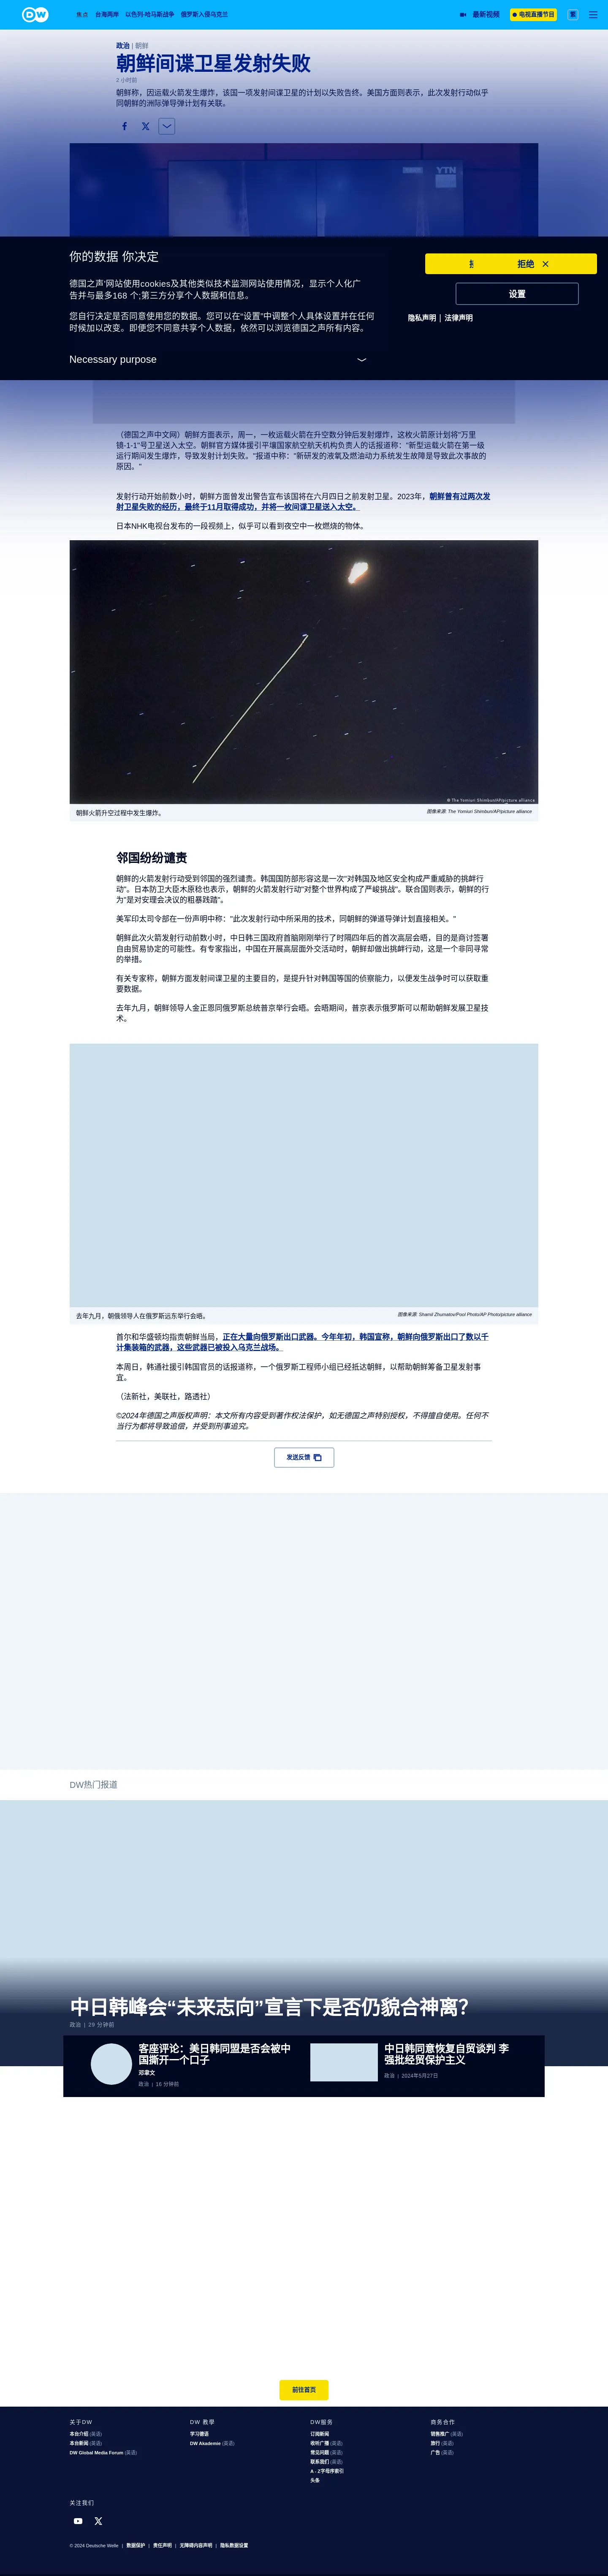 DW
焦点 台海两岸 以色列-哈马斯战争 俄罗斯入侵乌克兰 最新视频 电视直播节目 繁
政治 | 朝鲜
朝鲜间谍卫星发射失败
2 小时前
朝鲜称，因运载火箭发生爆炸，该国一项发射间谍卫星的计划以失败告终。美国方面则表示，此次发射行动似乎
同朝鲜的洲际弹导弹计划有关联。
YTN
你的数据 你决定
拒绝
德国之声'网站使用cookies及其他类似技术监测网站使用情况，显示个人化广
告并与最多168 个;第三方分享个人数据和信息。
设置
您自行决定是否同意使用您的数据。您可以在“设置”中调整个人具体设置并在任何
时候加以改变。即便您不同意共享个人数据，依然可以浏览德国之声所有内容。
隐私声明 | 法律声明
Necessary purpose
（德国之声中文网）朝鲜方面表示，周一，一枚运载火箭在升空数分钟后发射爆炸，这枚火箭原计划将"万里
镜-1-1"号卫星送入太空。朝鲜官方媒体援引平壤国家航空航天机构负责人的话报道称："新型运载火箭在第一级
运行期间发生爆炸，导致发射计划失败。"报道中称："新研发的液氧及燃油动力系统发生故障是导致此次事故的
原因。"
发射行动开始前数小时，朝鲜方面曾发出警告宣布该国将在六月四日之前发射卫星。2023年，朝鲜曾有过两次发
射卫星失败的经历，最终于11月取得成功，并将一枚间谍卫星送入太空。
日本NHK电视台发布的一段视频上，似乎可以看到夜空中一枚燃烧的物体。
© The Yomiuri Shimbun/AP/picture alliance
朝鲜火箭升空过程中发生爆炸。
图像来源: The Yomiuri Shimbun/AP/picture alliance
邻国纷纷谴责
朝鲜的火箭发射行动受到邻国的强烈谴责。韩国国防部形容这是一次"对韩国及地区安全构成严重威胁的挑衅行
动"。日本防卫大臣木原稔也表示，朝鲜的火箭发射行动"对整个世界构成了严峻挑战"。联合国则表示，朝鲜的行
为"是对安理会决议的粗暴践踏"。
美军印太司令部在一份声明中称："此次发射行动中所采用的技术，同朝鲜的弹道导弹计划直接相关。"
朝鲜此次火箭发射行动前数小时，中日韩三国政府首脑刚刚举行了时隔四年后的首次高层会晤，目的是商讨签署
自由贸易协定的可能性。有专家指出，中国在开展高层面外交活动时，朝鲜却做出挑衅行动，这是一个非同寻常
的举措。
有关专家称，朝鲜方面发射间谍卫星的主要目的，是提升针对韩国等国的侦察能力，以便发生战争时可以获取重
要数据。
去年九月，朝鲜领导人金正恩同俄罗斯总统普京举行会晤。会晤期间，普京表示俄罗斯可以帮助朝鲜发展卫星技
术。
去年九月，朝俄领导人在俄罗斯远东举行会晤。
图像来源: Shamil Zhumatov/Pool Photo/AP Photo/picture alliance
首尔和华盛顿均指责朝鲜当局，正在大量向俄罗斯出口武器。今年年初，韩国宣称，朝鲜向俄罗斯出口了数以千
计集装箱的武器，这些武器已被投入乌克兰战场。
本周日，韩通社援引韩国官员的话报道称，一个俄罗斯工程师小组已经抵达朝鲜，以帮助朝鲜筹备卫星发射事
宜。
（法新社，美联社，路透社）
©2024年德国之声版权声明：本文所有内容受到著作权法保护，如无德国之声特别授权，不得擅自使用。任何不
当行为都将导致追偿，并受到刑事追究。
发送反馈
DW热门报道
中日韩峰会“未来志向”宣言下是否仍貌合神离？
政治 | 29 分钟前
客座评论：美日韩同盟是否会被中
国撕开一个口子
邓聿文
政治 | 16 分钟前
中日韩同意恢复自贸谈判 李
强批经贸保护主义
政治 | 2024年5月27日
前往首页
关于DW
本台介绍 (英语)
本台新闻 (英语)
DW Global Media Forum (英语)
DW 教學
学习德语
DW Akademie (英语)
DW服务
订阅新闻
收听广播 (英语)
常见问题 (英语)
联系我们 (英语)
A - Z字母序索引
头条
商务合作
销售推广 (英语)
旅行 (英语)
广告 (英语)
关注我们
© 2024 Deutsche Welle | 数据保护 | 责任声明 | 无障碍内容声明 | 隐私数据设置